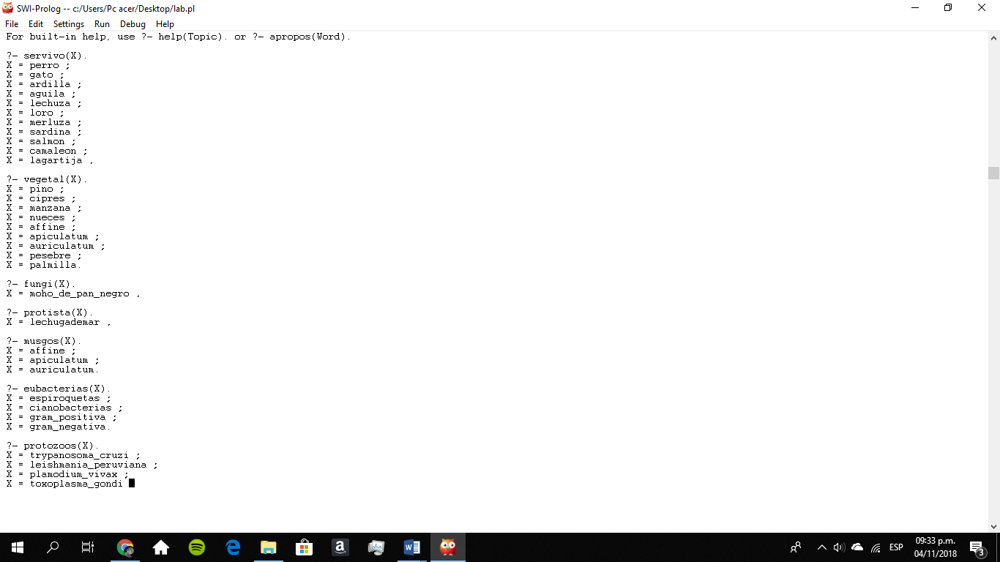 SWI-Prolog -- c:/Users/Pc acer/Desktop/lab.pl
File Edit Settings Run Debug Help
For built-in help, use ?- help(Topic). or ?- apropos(Word).
?- servivo(X).
X = perro ;
X = gato ;
X = ardilla ;
X = aguila ;
X = lechuza ;
X = loro ;
X = merluza ;
X = sardina ;
X = salmon ;
X = camaleon ;
X = lagartija .
?- vegetal(X).
X = pino ;
X = cipres ;
X = manzana ;
X = nueces ;
X = affine ;
X = apiculatum ;
X = auriculatum ;
X = pesebre ;
X = palmilla.
?- fungi(X).
X = moho_de_pan_negro .
?- protista(X).
X = lechugademar .
?- musgos(X).
X = affine ;
X = apiculatum ;
X = auriculatum.
?- eubacterias(X).
X = espiroquetas ;
X = cianobacterias ;
X = gram_positiva ;
X = gram_negativa.
?- protozoos(X).
X = trypanosoma_cruzi ;
X = leishmania_peruviana ;
X = plamodium_vivax ;
X = toxoplasma_gondi
ESP
09:33 p.m.
04/11/2018
3